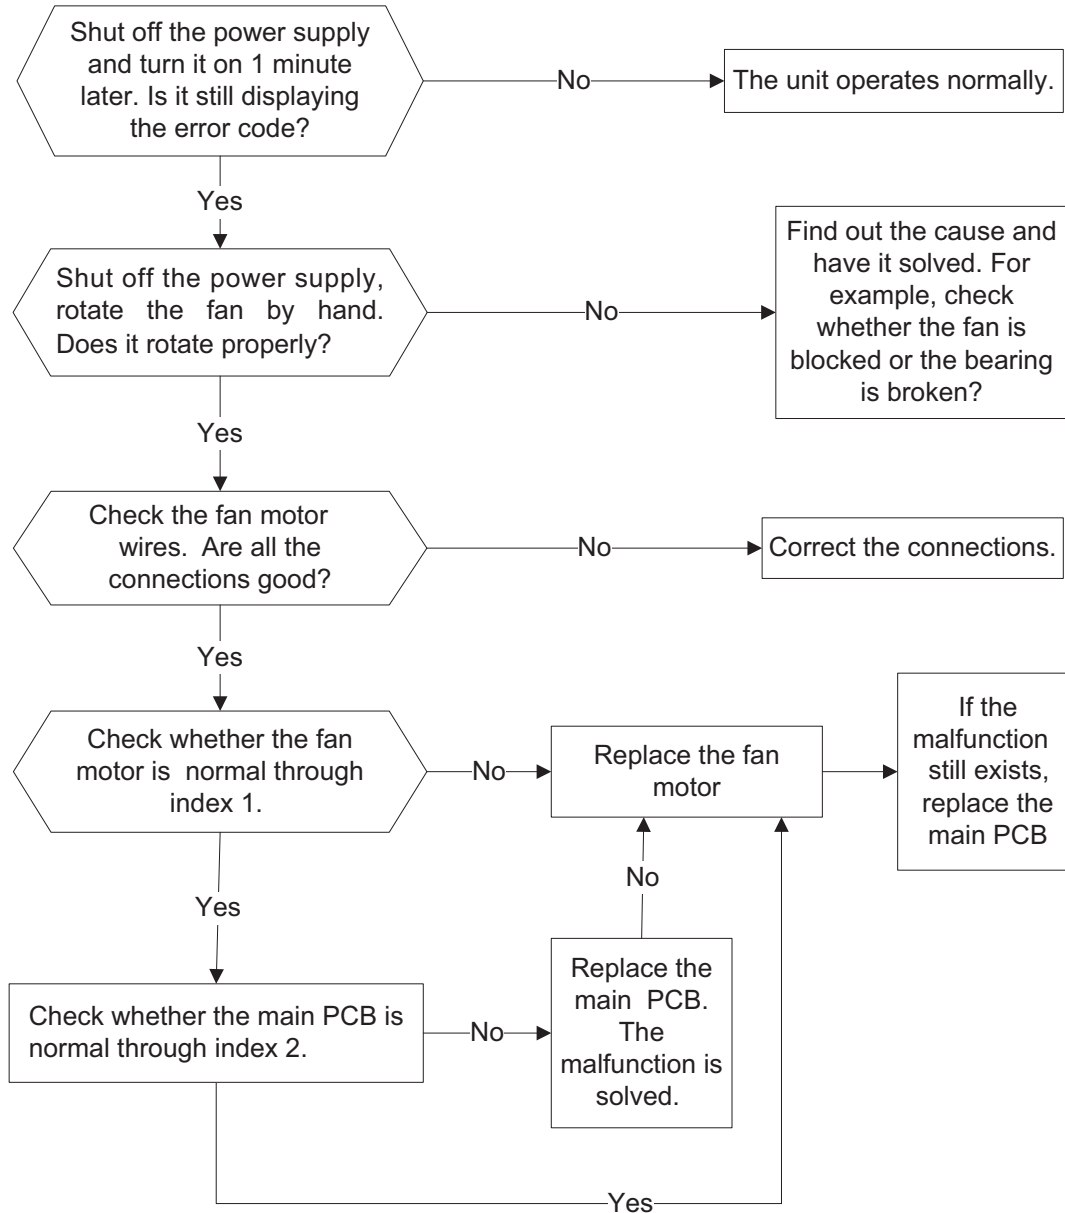 Shut off the power supply
and turn it on 1 minute
later. Is it still displaying
the error code?
No
The unit operates normally.
Yes
Shut off the power supply,
rotate the fan by hand.
Does it rotate properly?
No
Find out the cause and
have it solved. For
example, check
whether the fan is
blocked or the bearing
is broken?
Yes
Check the fan motor
wires. Are all the
connections good?
No
Correct the connections.
Yes
Check whether the fan
motor is normal through
index 1.
No
Replace the fan
motor
If the
malfunction
still exists,
replace the
main PCB
Yes
No
Check whether the main PCB is
normal through index 2.
No
Replace the
main PCB.
The
malfunction is
solved.
Yes